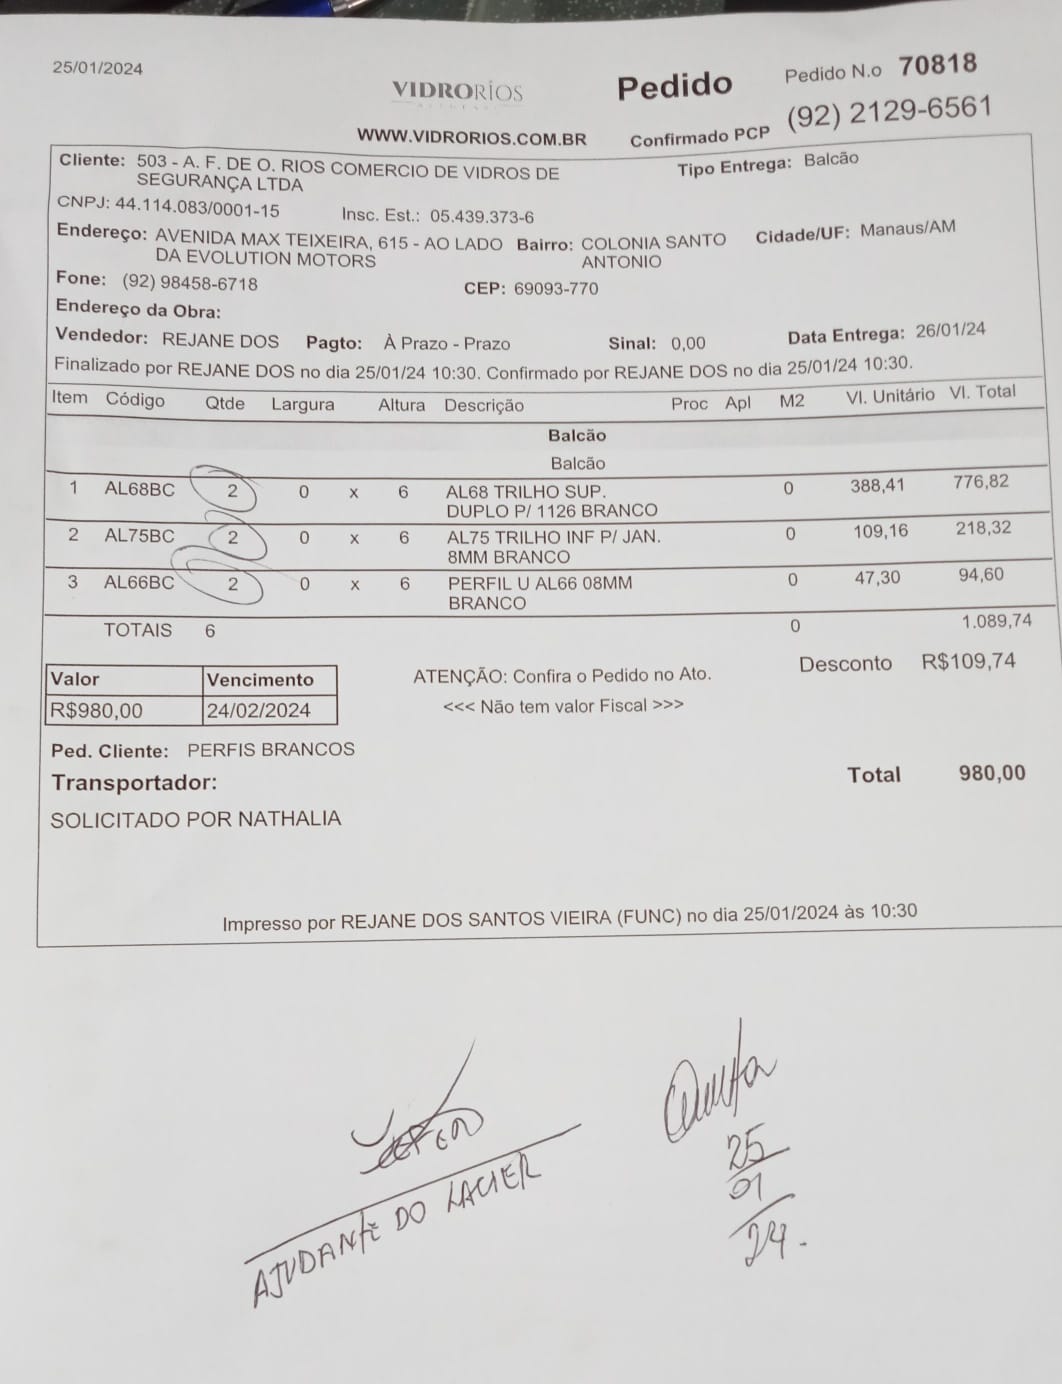 25/01/2024
VIDRORÍOS
Pedido
Pedido N.o 70818
WWW.VIDRORIOS.COM.BR
Confirmado PCP
(92) 2129-6561
Cliente: 503 - A. F. DE O. RIOS COMERCIO DE VIDROS DE
SEGURANÇA LTDA
Tipo Entrega: Balcão
CNPJ: 44.114.083/0001-15 Insc. Est.: 05.439.373-6
Endereço: AVENIDA MAX TEIXEIRA, 615 - AO LADO Bairro: COLONIA SANTO Cidade/UF: Manaus/AM
DA EVOLUTION MOTORS ANTONIO
Fone: (92) 98458-6718 CEP: 69093-770
Endereço da Obra:
Vendedor: REJANE DOS Pagto: À Prazo - Prazo Sinal: 0,00 Data Entrega: 26/01/24
Finalizado por REJANE DOS no dia 25/01/24 10:30. Confirmado por REJANE DOS no dia 25/01/24 10:30.
Item Código Qtde Largura Altura Descrição Proc Apl M2 Vl. Unitário Vl. Total
Balcão
Balcão
1 AL68BC 2 0 x 6 AL68 TRILHO SUP. 0 388,41 776,82
DUPLO P/ 1126 BRANCO
2 AL75BC 2 0 x 6 AL75 TRILHO INF P/ JAN. 0 109,16 218,32
8MM BRANCO
3 AL66BC 2 0 x 6 PERFIL U AL66 08MM 0 47,30 94,60
BRANCO
TOTAIS 6 0 1.089,74
Valor Vencimento
R$980,00 24/02/2024
ATENÇÃO: Confira o Pedido no Ato.
<<< Não tem valor Fiscal >>>
Desconto R$109,74
Ped. Cliente: PERFIS BRANCOS
Transportador:
Total 980,00
SOLICITADO POR NATHALIA
Impresso por REJANE DOS SANTOS VIEIRA (FUNC) no dia 25/01/2024 às 10:30
AJUDANTE DO LACIER
Quinta
25
01
24.